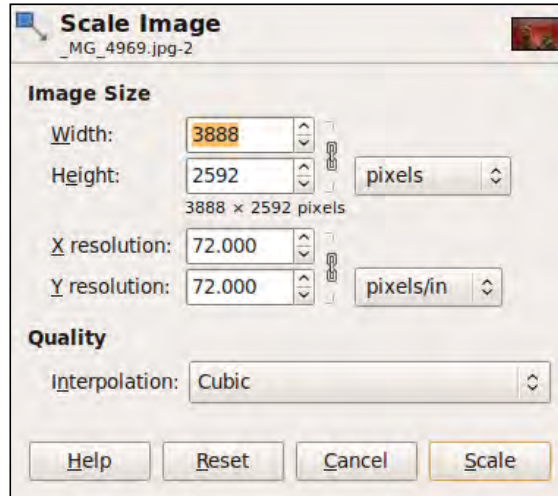 Scale Image
_MG_4969.jpg-2
Image Size
Width: 3888
Height: 2592 pixels
3888 × 2592 pixels
X resolution: 72.000
Y resolution: 72.000 pixels/in
Quality
Interpolation: Cubic
Help Reset Cancel Scale